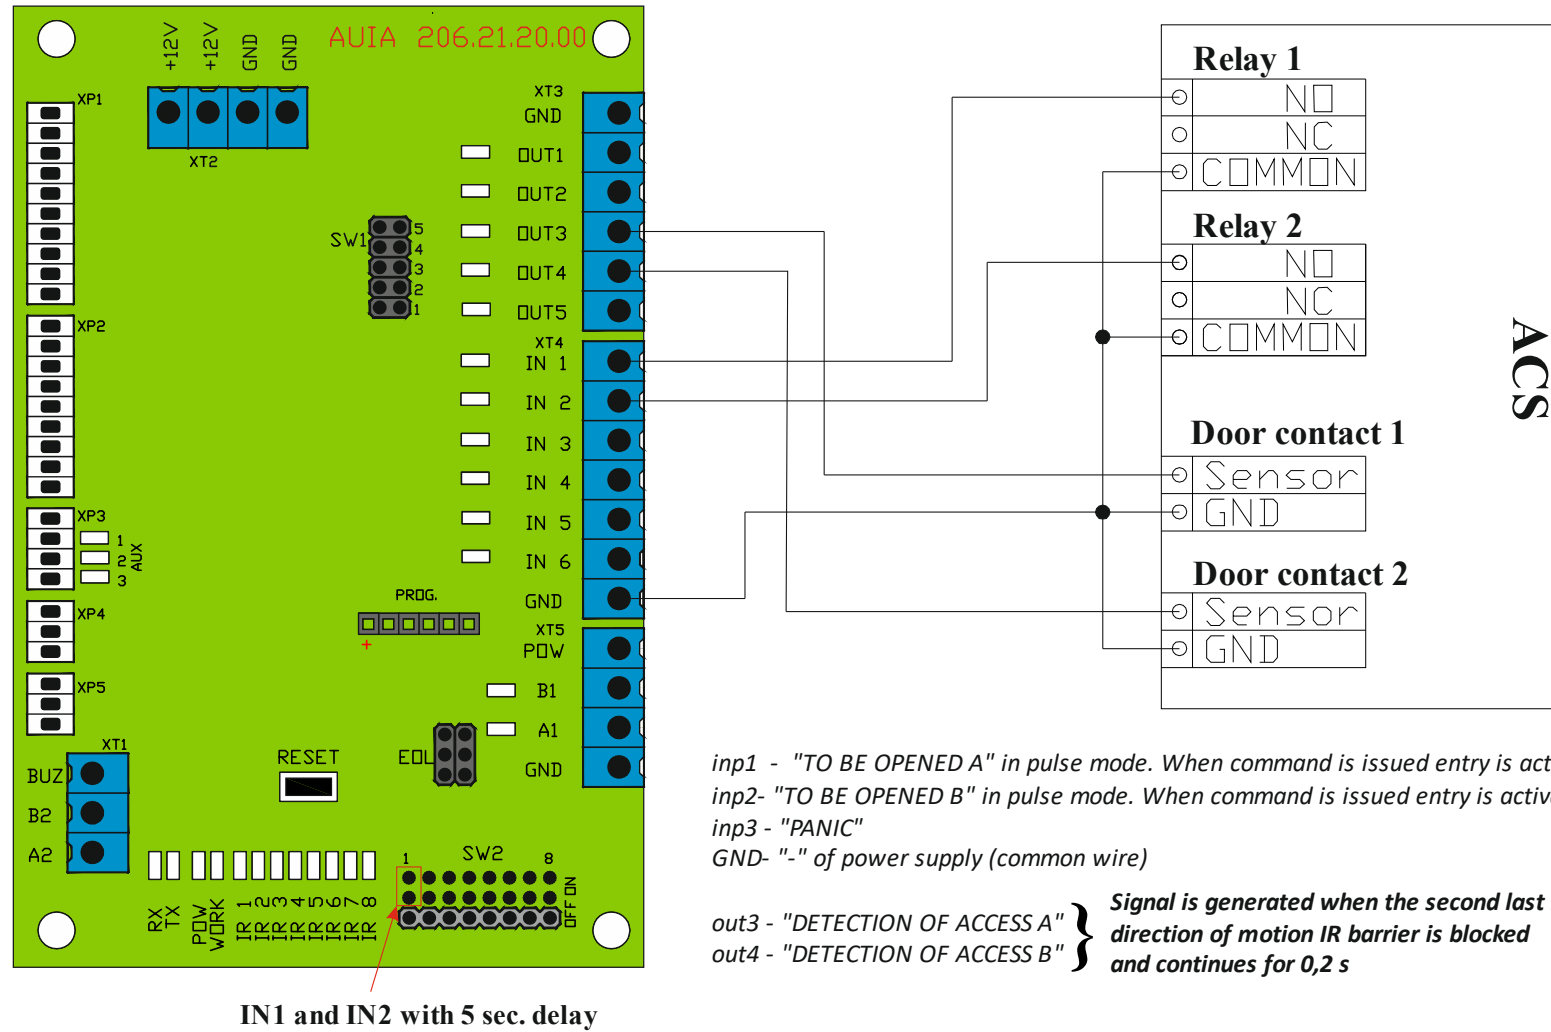 AUIA 206.21.20.00
+12V
+12V
GND
GND
XT2
XP1
XP2
XP3
1
2
3
AUX
XP4
XP5
XT1
BUZ
B2
A2
SW1
5
4
3
2
1
XT3
GND
OUT1
OUT2
OUT3
OUT4
OUT5
XT4
IN 1
IN 2
IN 3
IN 4
IN 5
IN 6
GND
XT5
POW
B1
A1
GND
PROG.
+
RESET
EOL
RX
TX
POW
WORK
IR 1
IR 2
IR 3
IR 4
IR 5
IR 6
IR 7
IR 8
1
SW2
8
OFF ON
IN1 and IN2 with 5 sec. delay
Relay 1
NO
NC
COMMON
Relay 2
NO
NC
COMMON
Door contact 1
Sensor
GND
Door contact 2
Sensor
GND
ACS
inp1 - "TO BE OPENED A" in pulse mode. When command is issued entry is act
inp2- "TO BE OPENED B" in pulse mode. When command is issued entry is activ
inp3 - "PANIC"
GND- "-" of power supply (common wire)
out3 - "DETECTION OF ACCESS A"
out4 - "DETECTION OF ACCESS B"
}
Signal is generated when the second last
direction of motion IR barrier is blocked
and continues for 0,2 s